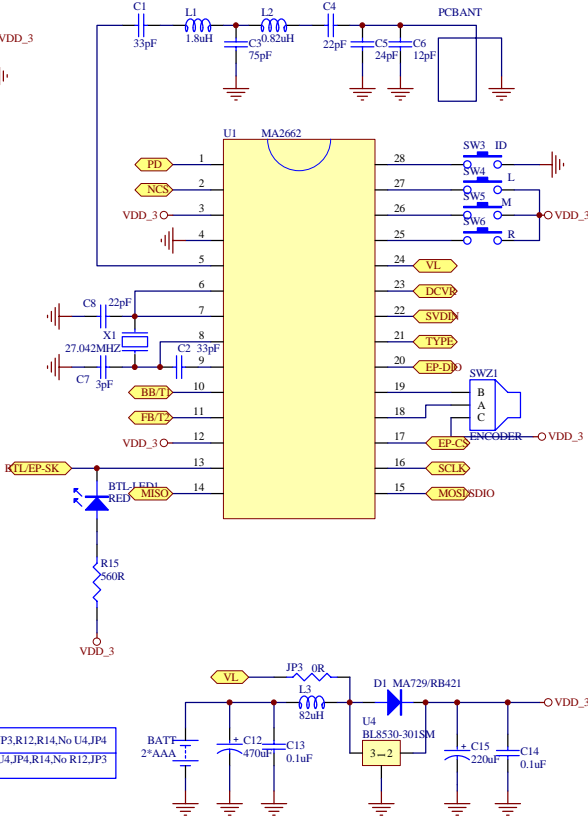 C1
L1
L2
C4
PCBANT
33pF
1.8uH
C3
0.82uH
22pF
C5
C6
75pF
24pF
12pF
VDD_3
U1
MA2662
PD
1
28
SW3
ID
NCS
2
27
SW4
L
VDD_3
3
26
SW5
M
VDD_3
4
25
SW6
R
5
24
VL
6
23
DCVR
C8
22pF
7
22
SVDIN
X1
27.042MHZ
8
21
TYPE
C2
33pF
9
20
EP-DIO
C7
3pF
SWZ1
BB/T1
10
19
B
A
C
FB/T2
11
18
ENCODER
VDD_3
VDD_3
12
17
EP-CS
BTL/EP-SK
13
16
SCLK
BTL-LED1
RED
MISO
14
15
MOSI/SDIO
R15
560R
VDD_3
VL
JP3
0R
L3
82uH
D1
MA729/RB421
VDD_3
U4
BL8530-301SM
3
2
BATT
2*AAA
C12
470uF
C13
0.1uF
C15
220uF
C14
0.1uF
P3,R12,R14,No U4,JP4
U4,JP4,R14,No R12,JP3